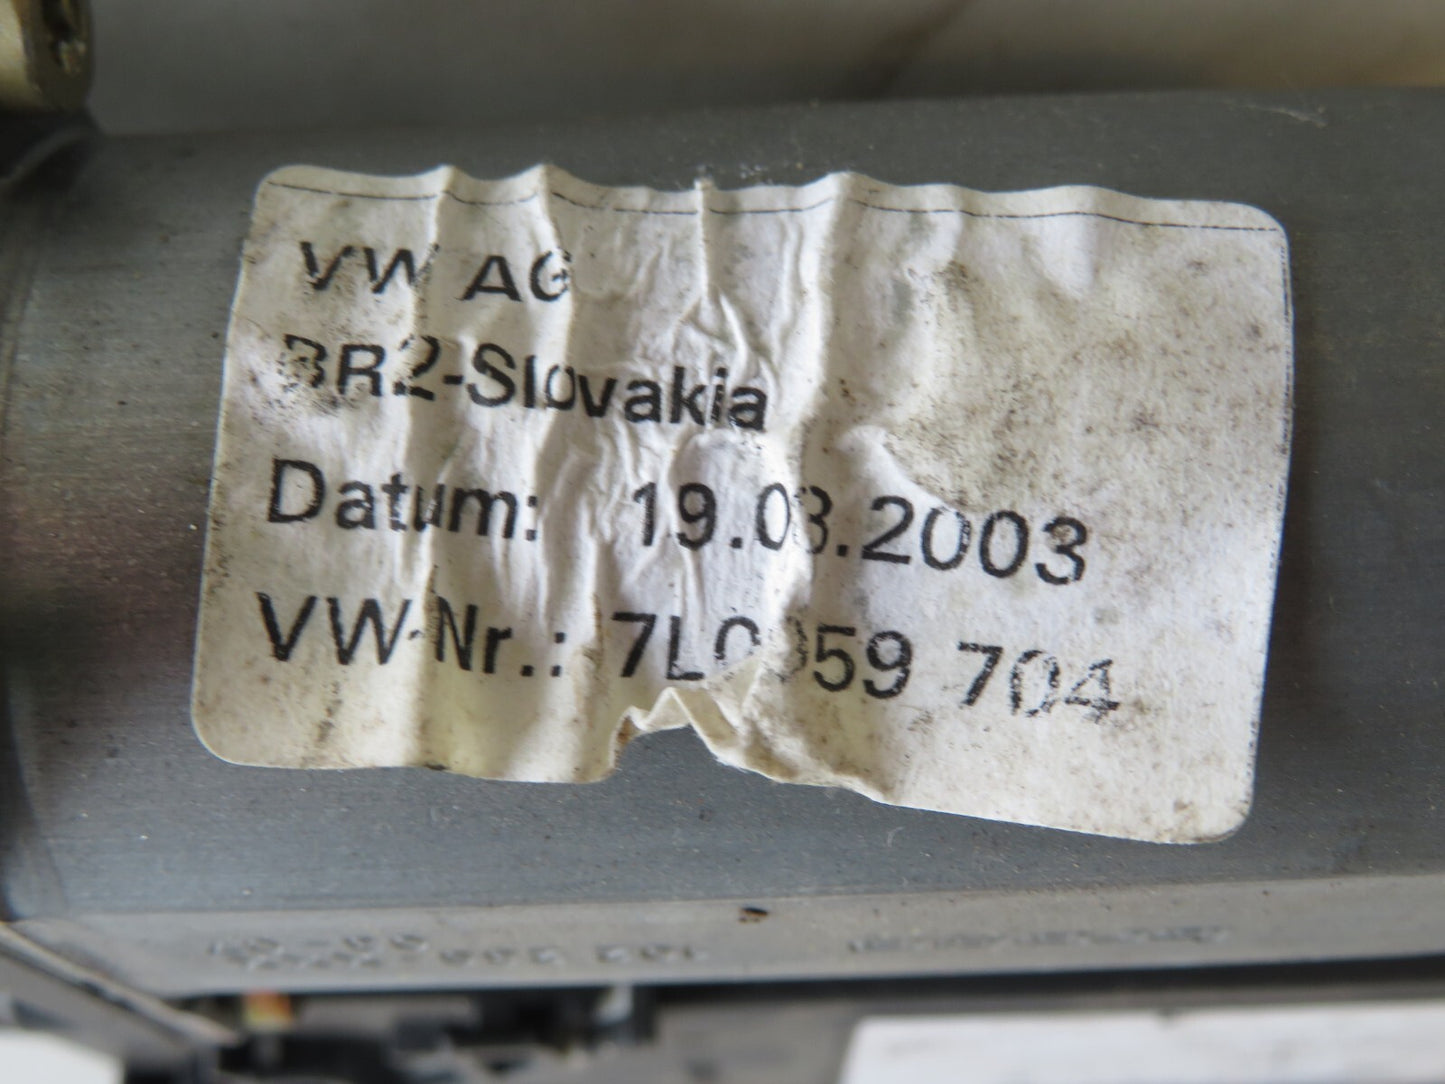 VW AG
BR2-Slovakia
Datum: 19.03.2003
VW-Nr.: 7L0959 704